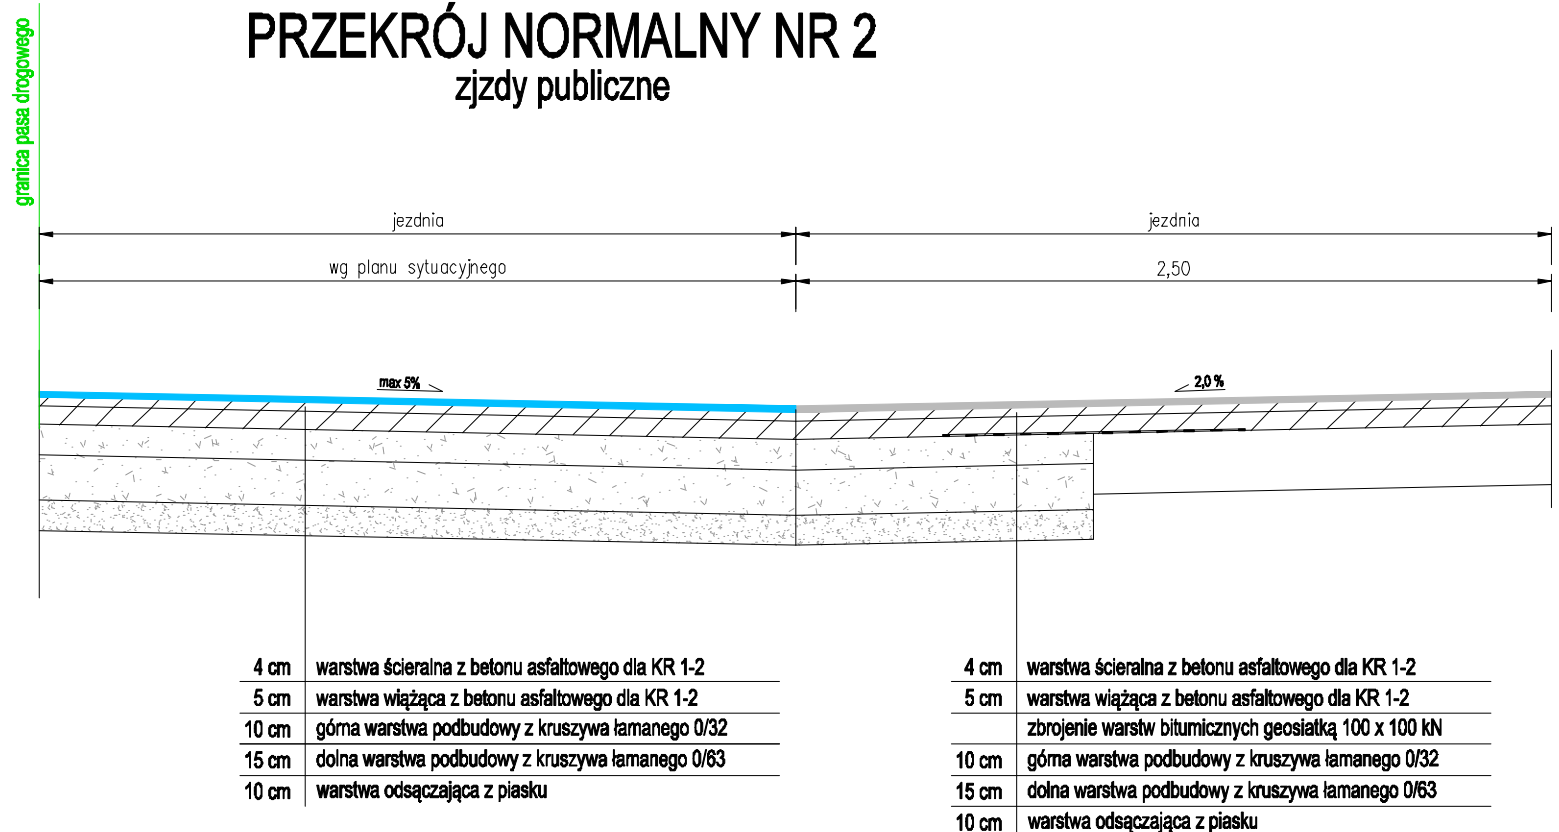 PRZEKRÓJ NORMALNY NR 2
zjzdy publiczne
granica pasa drogowego
jezdnia
jezdnia
wg planu sytuacyjnego
2,50
max 5%
2,0 %
4 cm warstwa ścieralna z betonu asfaltowego dla KR 1-2
5 cm warstwa wiążąca z betonu asfaltowego dla KR 1-2
10 cm górna warstwa podbudowy z kruszywa łamanego 0/32
15 cm dolna warstwa podbudowy z kruszywa łamanego 0/63
10 cm warstwa odsączająca z piasku
4 cm warstwa ścieralna z betonu asfaltowego dla KR 1-2
5 cm warstwa wiążąca z betonu asfaltowego dla KR 1-2
zbrojenie warstw bitumicznych geosiatką 100 x 100 kN
10 cm górna warstwa podbudowy z kruszywa łamanego 0/32
15 cm dolna warstwa podbudowy z kruszywa łamanego 0/63
10 cm warstwa odsączająca z piasku